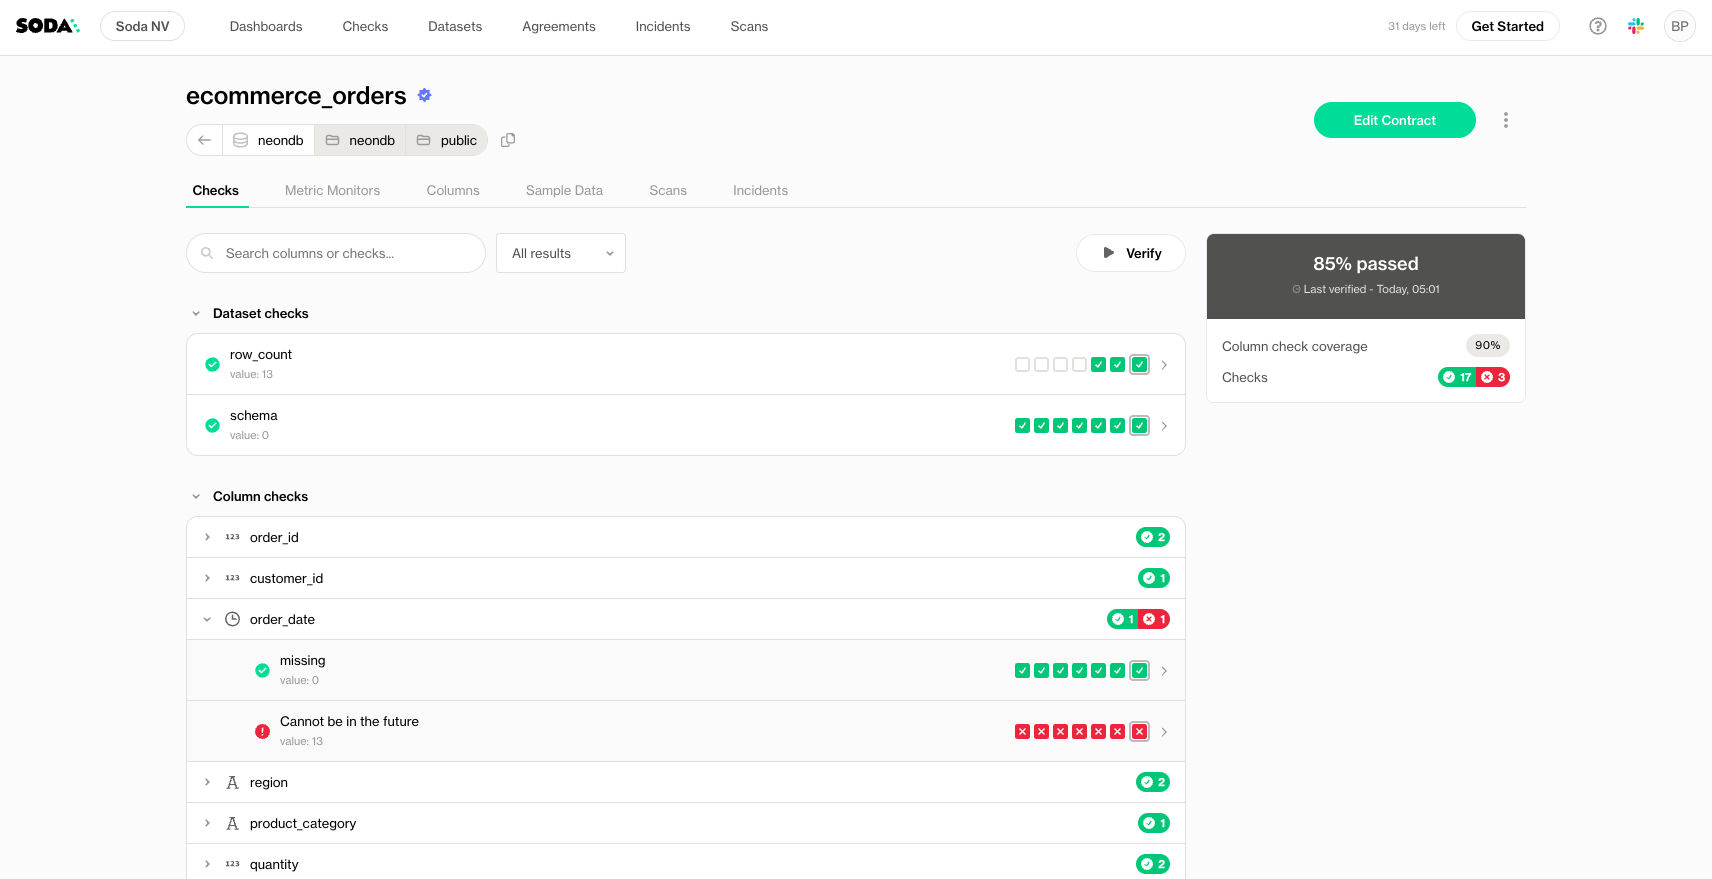 SODA
Soda NV
Dashboards
Checks
Datasets
Agreements
Incidents
Scans
31 days left
Get Started
BP
ecommerce_orders
neondb
neondb
public
Edit Contract
Checks
Metric Monitors
Columns
Sample Data
Scans
Incidents
Search columns or checks...
All results
Verify
85% passed
Last verified - Today, 05:01
Column check coverage
90%
Checks
17
3
Dataset checks
row_count
value: 13
schema
value: 0
Column checks
123 order_id
2
123 customer_id
1
order_date
1
1
missing
value: 0
Cannot be in the future
value: 13
A region
2
A product_category
1
123 quantity
2